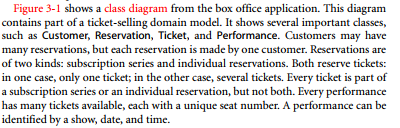 Figure 3-1 shows a class diagram from the box office application. This diagram
contains part of a ticket-selling domain model. It shows several important classes,
such as Customer, Reservation, Ticket, and Performance. Customers may have
many reservations, but each reservation is made by one customer. Reservations are
of two kinds: subscription series and individual reservations. Both reserve tickets:
in one case, only one ticket; in the other case, several tickets. Every ticket is part of
a subscription series or an individual reservation, but not both. Every performance
has many tickets available, each with a unique seat number. A performance can be
identified by a show, date, and time.